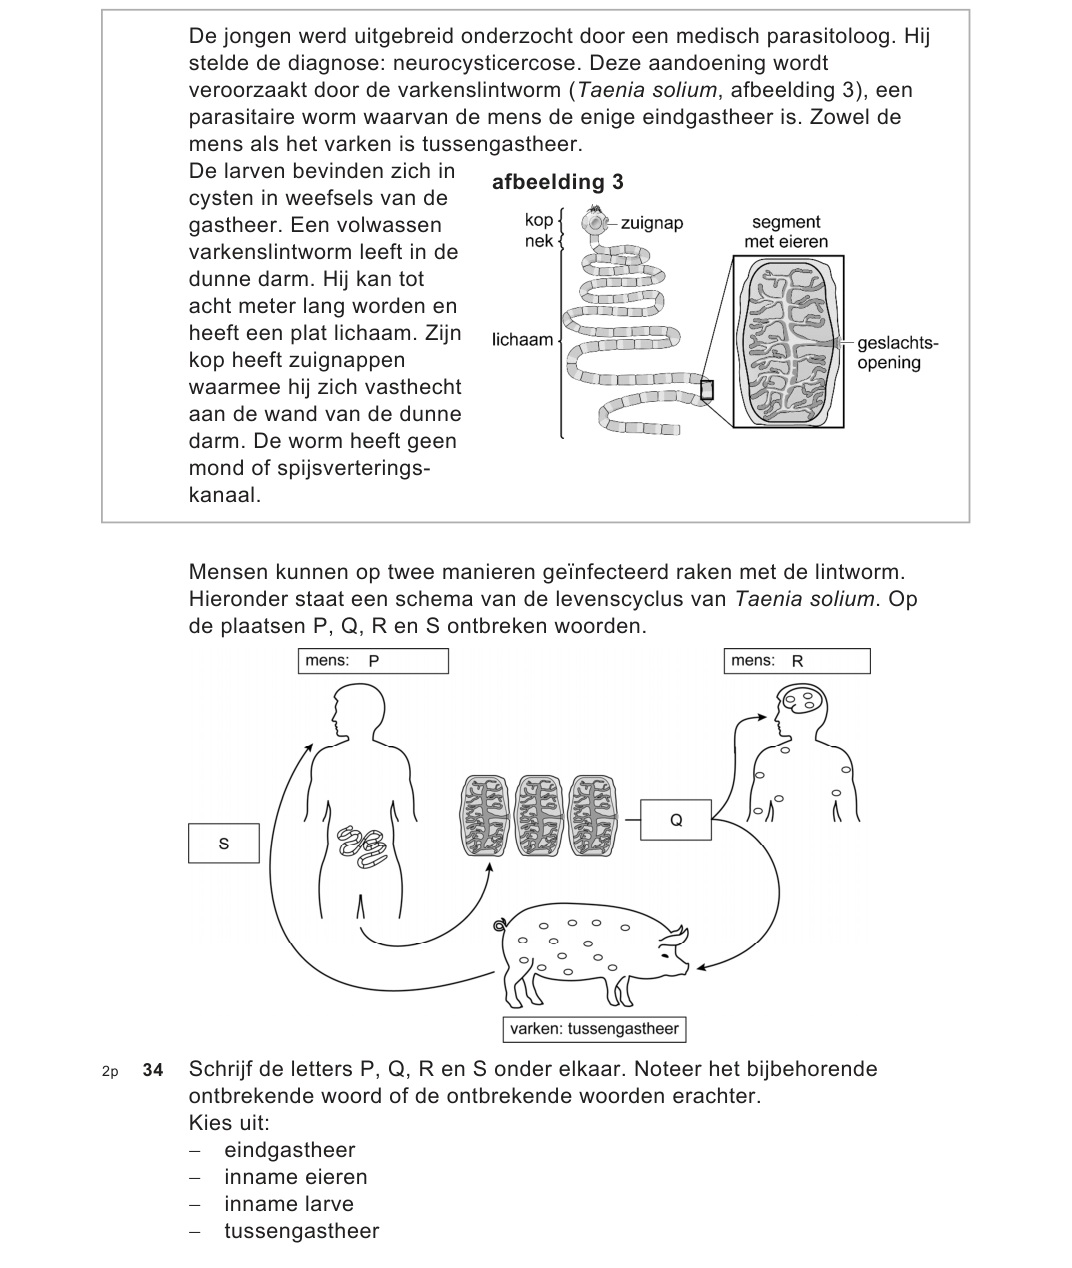 De jongen werd uitgebreid onderzocht door een medisch parasitoloog. Hij
stelde de diagnose: neurocysticercose. Deze aandoening wordt
veroorzaakt door de varkenslintworm (Taenia solium, afbeelding 3), een
parasitaire worm waarvan de mens de enige eindgastheer is. Zowel de
mens als het varken is tussengastheer.
De larven bevinden zich in
cysten in weefsels van de
gastheer. Een volwassen
varkenslintworm leeft in de
dunne darm. Hij kan tot
acht meter lang worden en
heeft een plat lichaam. Zijn
kop heeft zuignappen
waarmee hij zich vasthecht
aan de wand van de dunne
darm. De worm heeft geen
mond of spijsverterings-
kanaal.
afbeelding 3
kop
nek
zuignap
segment
met eieren
lichaam
geslachts-
opening
Mensen kunnen op twee manieren geïnfecteerd raken met de lintworm.
Hieronder staat een schema van de levenscyclus van Taenia solium. Op
de plaatsen P, Q, R en S ontbreken woorden.
mens: P
mens: R
Q
S
varken: tussengastheer
2p 34 Schrijf de letters P, Q, R en S onder elkaar. Noteer het bijbehorende
ontbrekende woord of de ontbrekende woorden erachter.
Kies uit:
– eindgastheer
– inname eieren
– inname larve
– tussengastheer